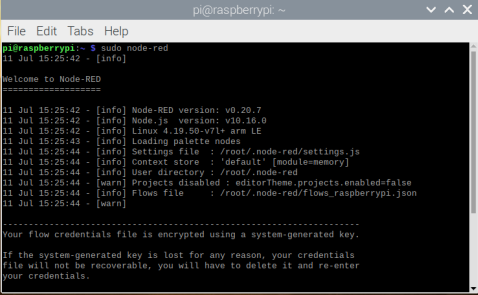 pi@raspberrypi: ~
File Edit Tabs Help
pi@raspberrypi:~ $ sudo node-red
11 Jul 15:25:42 - [info]
Welcome to Node-RED
===================
11 Jul 15:25:42 - [info] Node-RED version: v0.20.7
11 Jul 15:25:42 - [info] Node.js  version: v10.16.0
11 Jul 15:25:42 - [info] Linux 4.19.50-v7l+ arm LE
11 Jul 15:25:43 - [info] Loading palette nodes
11 Jul 15:25:44 - [info] Settings file  : /root/.node-red/settings.js
11 Jul 15:25:44 - [info] Context store  : 'default' [module=memory]
11 Jul 15:25:44 - [info] User directory : /root/.node-red
11 Jul 15:25:44 - [warn] Projects disabled : editorTheme.projects.enabled=false
11 Jul 15:25:44 - [info] Flows file     : /root/.node-red/flows_raspberrypi.json
11 Jul 15:25:44 - [warn]
---------------------------------------------------------------------
Your flow credentials file is encrypted using a system-generated key.
If the system-generated key is lost for any reason, your credentials
file will not be recoverable, you will have to delete it and re-enter
your credentials.